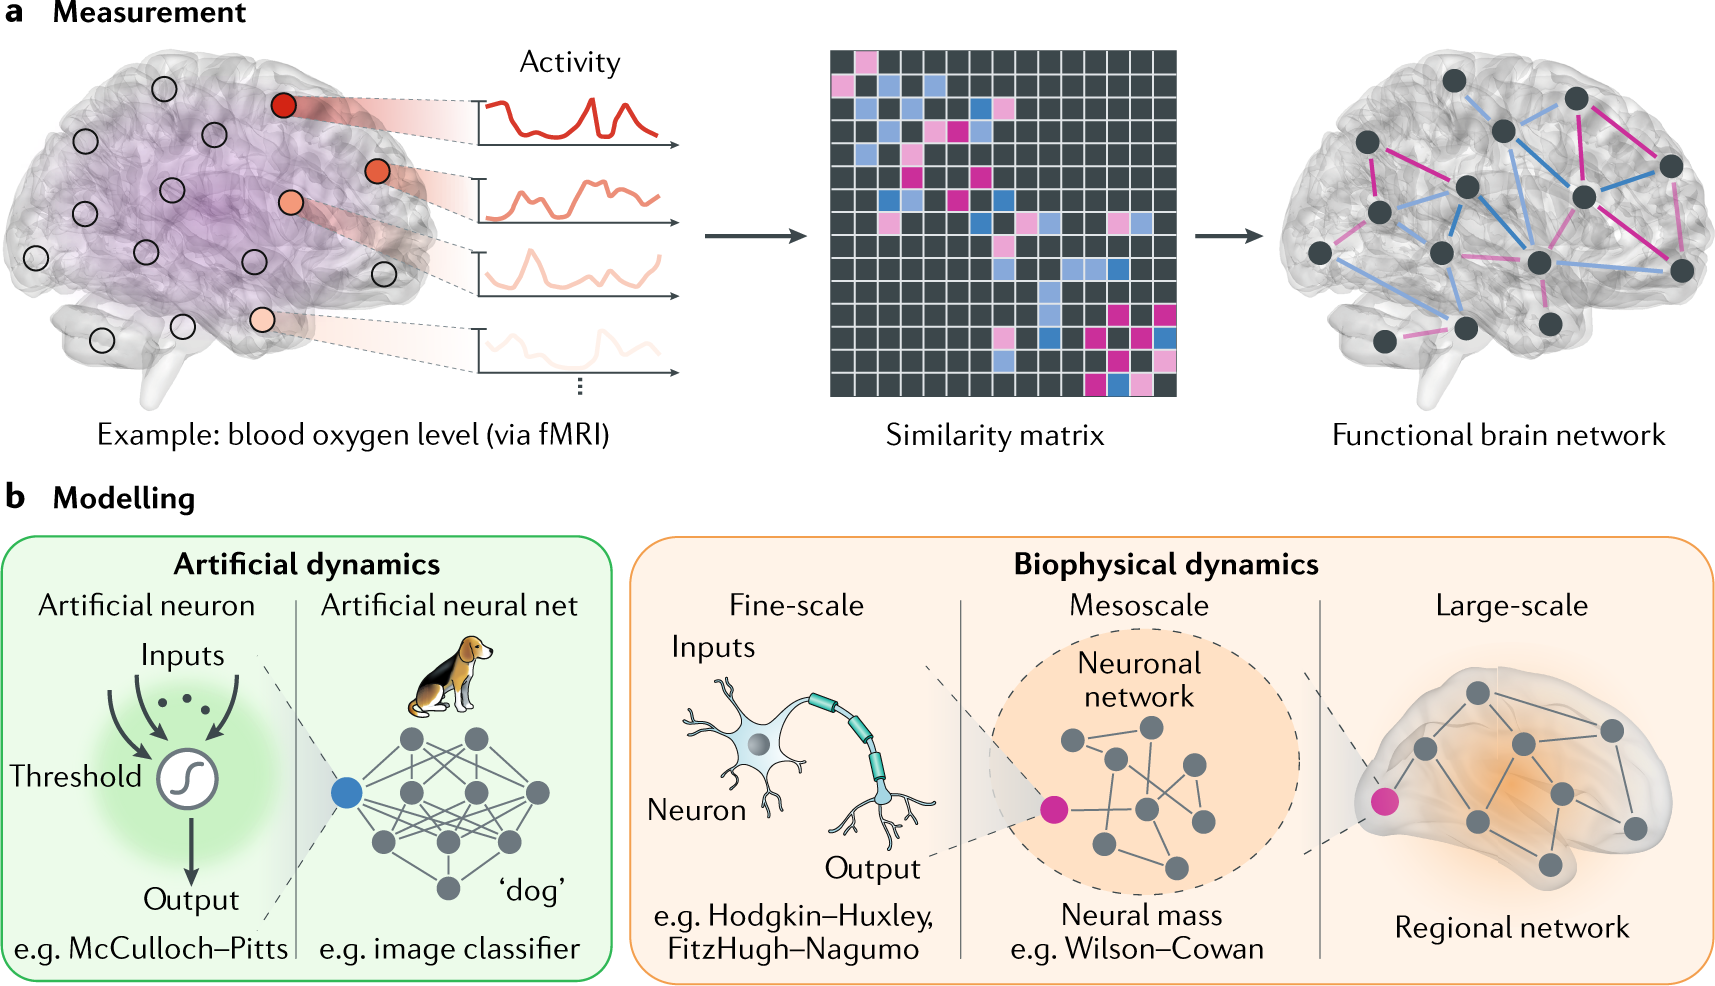 a Measurement
Activity
Example: blood oxygen level (via fMRI)
Similarity matrix
Functional brain network
b Modelling
Artificial dynamics
Artificial neuron
Inputs
Threshold
Output
e.g. McCulloch–Pitts
Artificial neural net
‘dog’
e.g. image classifier
Biophysical dynamics
Fine-scale
Inputs
Neuron
Output
e.g. Hodgkin–Huxley,
FitzHugh–Nagumo
Mesoscale
Neuronal
network
Neural mass
e.g. Wilson–Cowan
Large-scale
Regional network